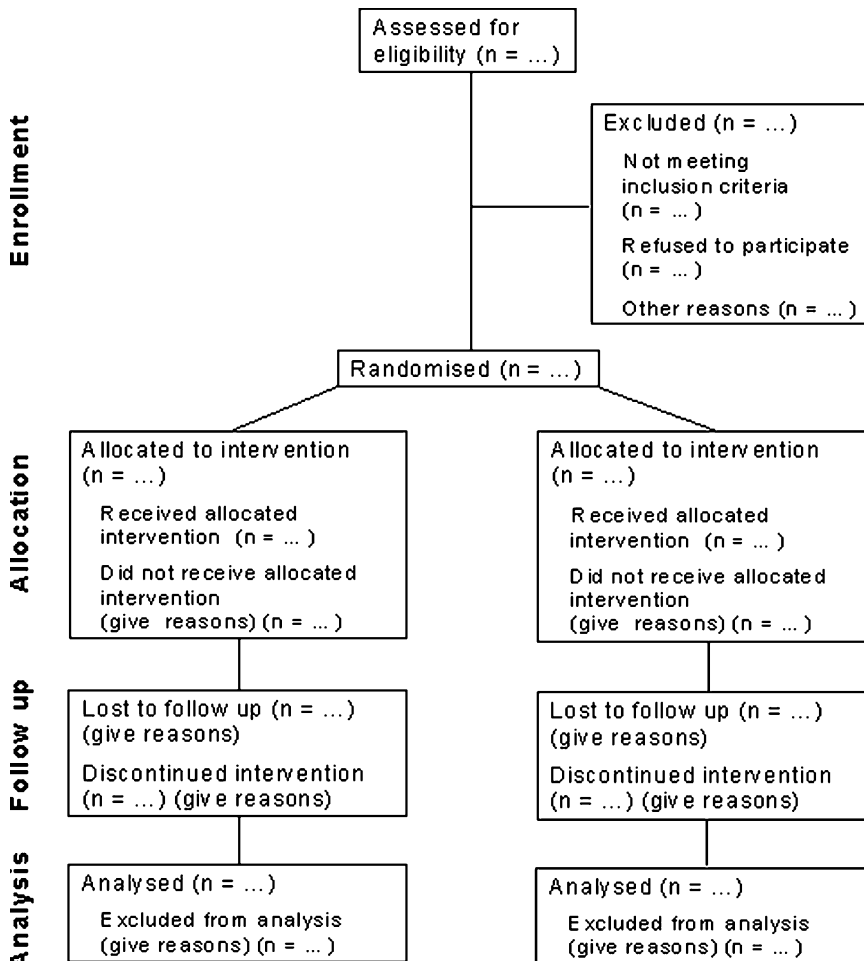 Assessed for
eligibility (n = ...)
Enrollment
Excluded (n = ...)
Not meeting
inclusion criteria
(n = ... )
Refused to participate
(n = ... )
Other reasons (n = ... )
Randomised (n = ...)
Allocation
Allocated to intervention
(n = ...)
Received allocated
intervention (n = ... )
Did not receive allocated
intervention
(give reasons) (n = ... )
Allocated to intervention
(n = ...)
Received allocated
intervention (n = ... )
Did not receive allocated
intervention
(give reasons) (n = ... )
Follow up
Lost to follow up (n = ...)
(give reasons)
Discontinued intervention
(n = ...) (give reasons)
Lost to follow up (n = ...)
(give reasons)
Discontinued intervention
(n = ...) (give reasons)
Analysis
Analysed (n = ...)
Excluded from analysis
(give reasons) (n = ... )
Analysed (n = ...)
Excluded from analysis
(give reasons) (n = ... )